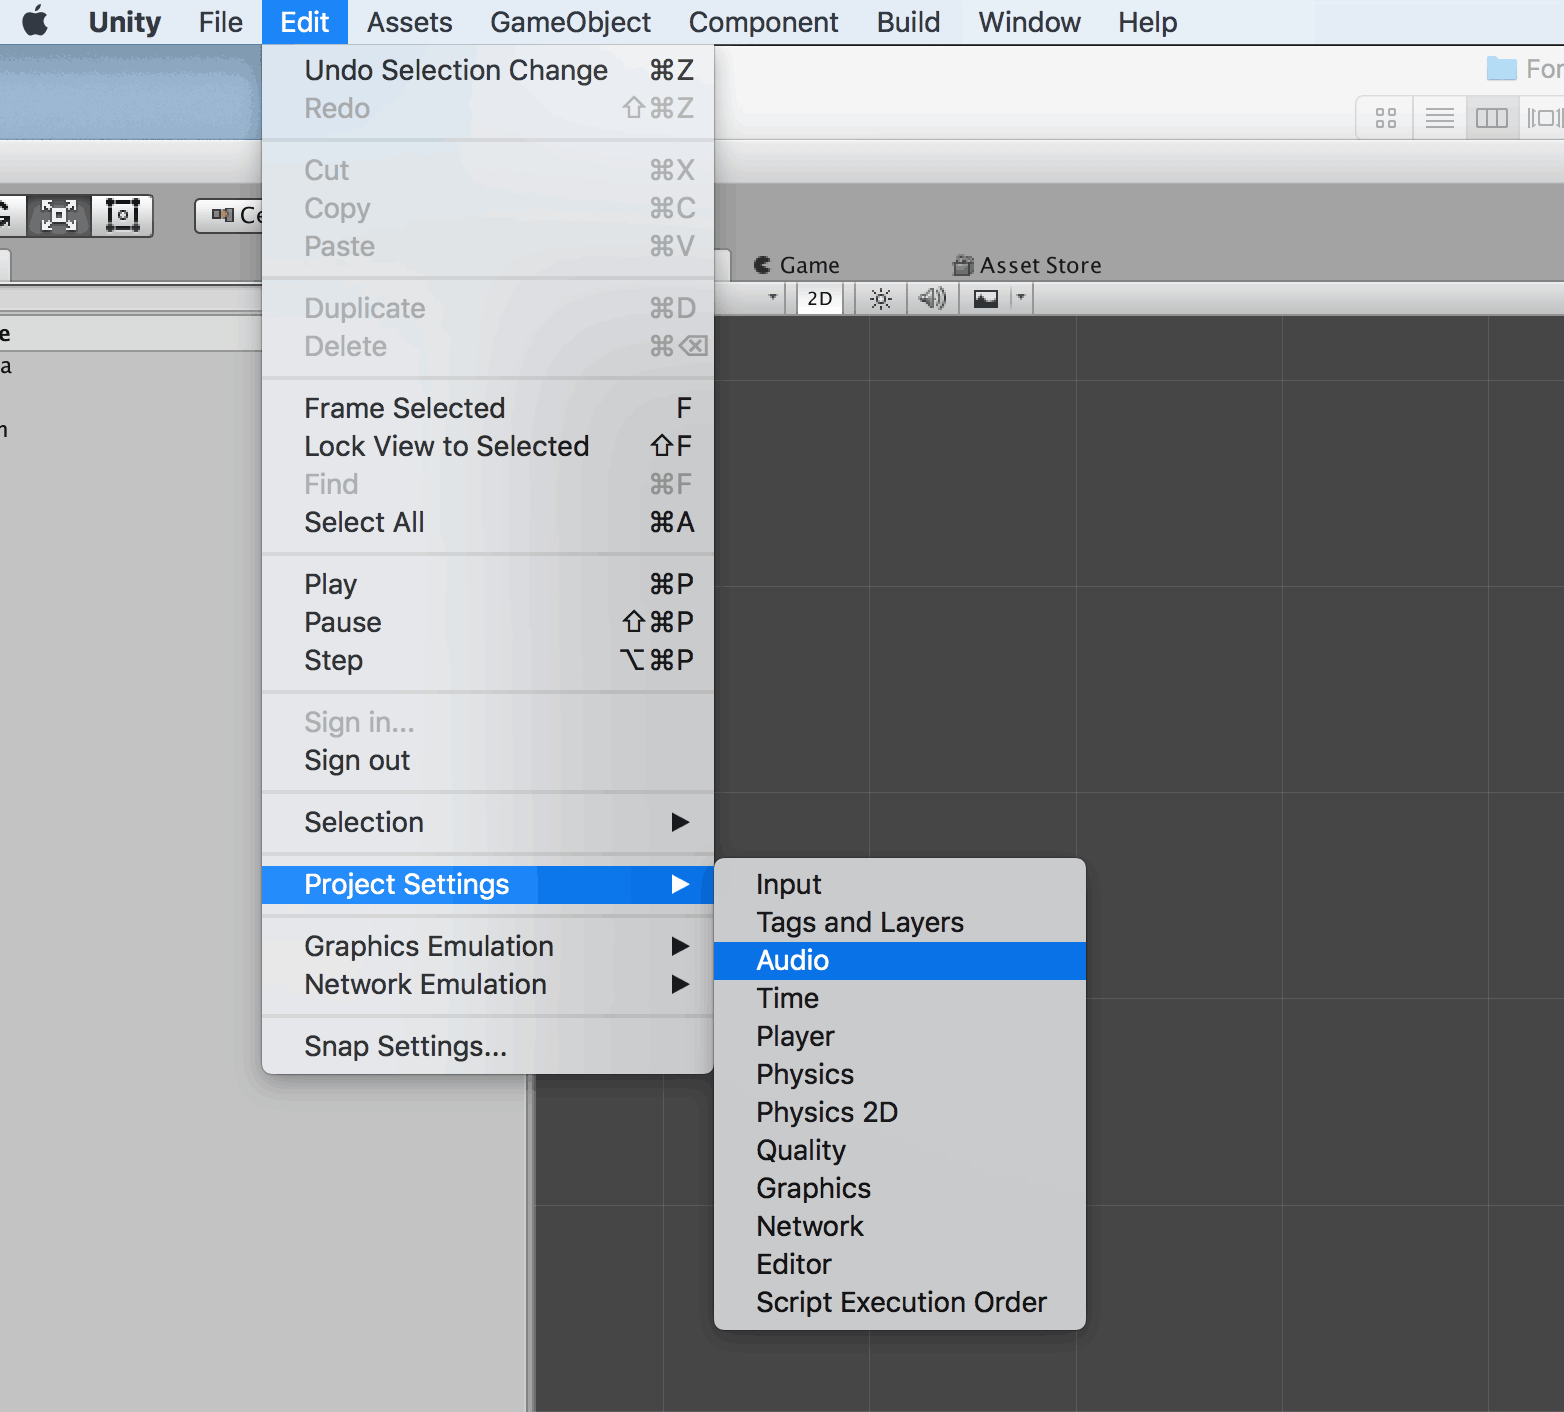 Unity File Edit Assets GameObject Component Build Window Help
Undo Selection Change ⌘Z
Redo ⇧⌘Z
Cut ⌘X
Copy ⌘C
Paste ⌘V
Duplicate ⌘D
Delete ⌘⌫
Frame Selected F
Lock View to Selected ⇧F
Find ⌘F
Select All ⌘A
Play ⌘P
Pause ⇧⌘P
Step ⌥⌘P
Sign in...
Sign out
Selection ▶
Project Settings ▶
Graphics Emulation ▶
Network Emulation ▶
Snap Settings...
Input
Tags and Layers
Audio
Time
Player
Physics
Physics 2D
Quality
Graphics
Network
Editor
Script Execution Order
Game Asset Store
2D